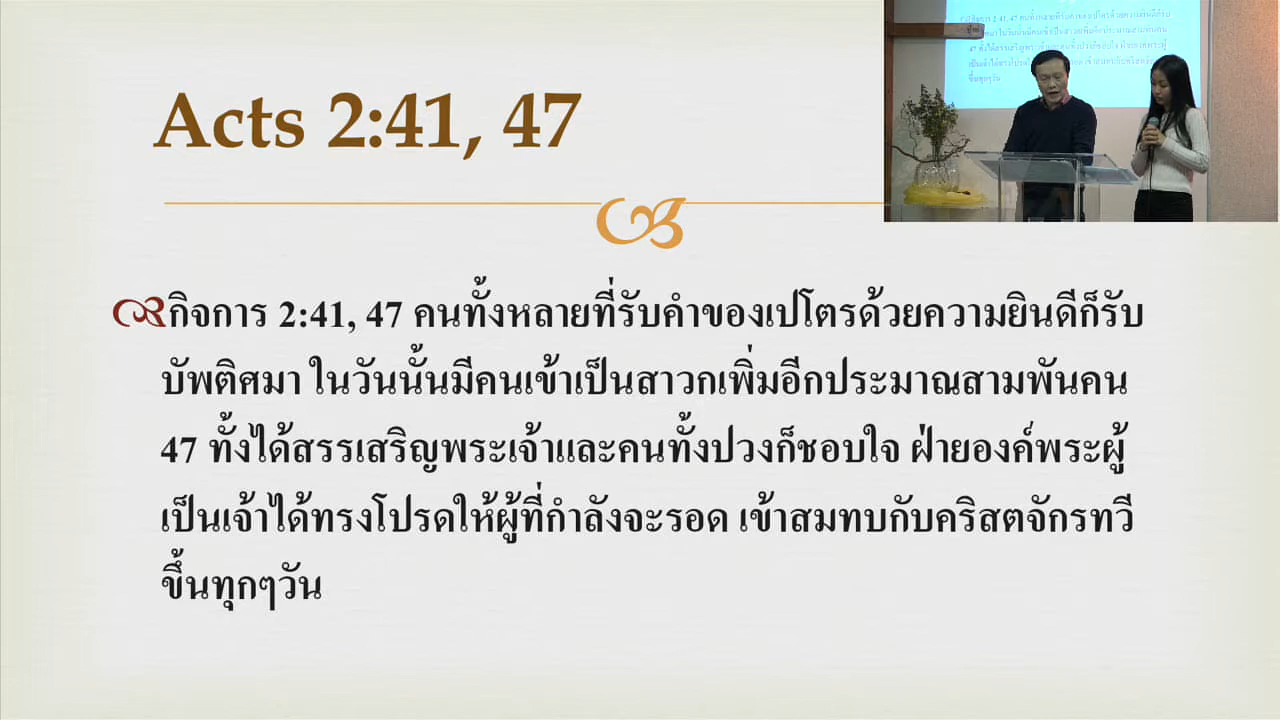 Acts 2:41, 47
กิจการ 2:41, 47 คนทั้งหลายที่รับคำของเปโตรด้วยความยินดีก็รับ
บัพติศมา ในวันนั้นมีคนเข้าเป็นสาวกเพิ่มอีกประมาณสามพันคน
47 ทั้งได้สรรเสริญพระเจ้าและคนทั้งปวงก็ชอบใจ ฝ่ายองค์พระผู้
เป็นเจ้าได้ทรงโปรดให้ผู้ที่กำลังจะรอด เข้าสมทบกับคริสตจักรทวี
ขึ้นทุกๆวัน